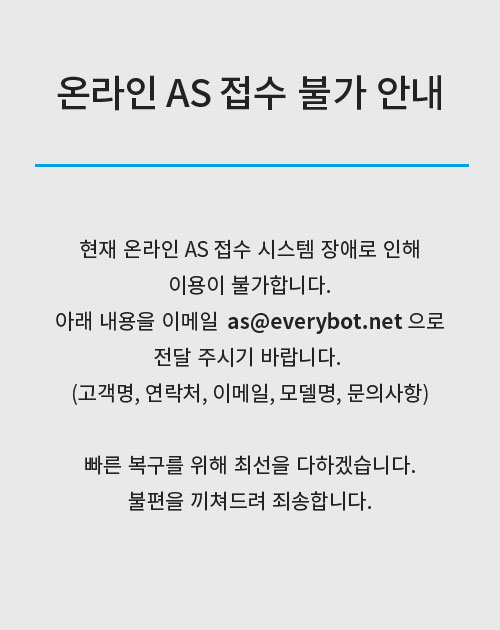 온라인 AS 접수 불가 안내
현재 온라인 AS 접수 시스템 장애로 인해
이용이 불가합니다.
아래 내용을 이메일 as@everybot.net 으로
전달 주시기 바랍니다.
(고객명, 연락처, 이메일, 모델명, 문의사항)
빠른 복구를 위해 최선을 다하겠습니다.
불편을 끼쳐드려 죄송합니다.